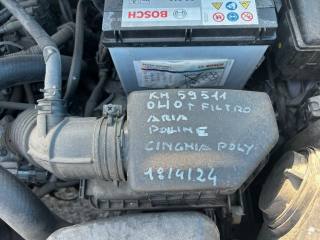 BOSCH
KM 59511
OLIO + FILTRO
ARIA
POLLINE
CINGHIA POLY
18/4/24